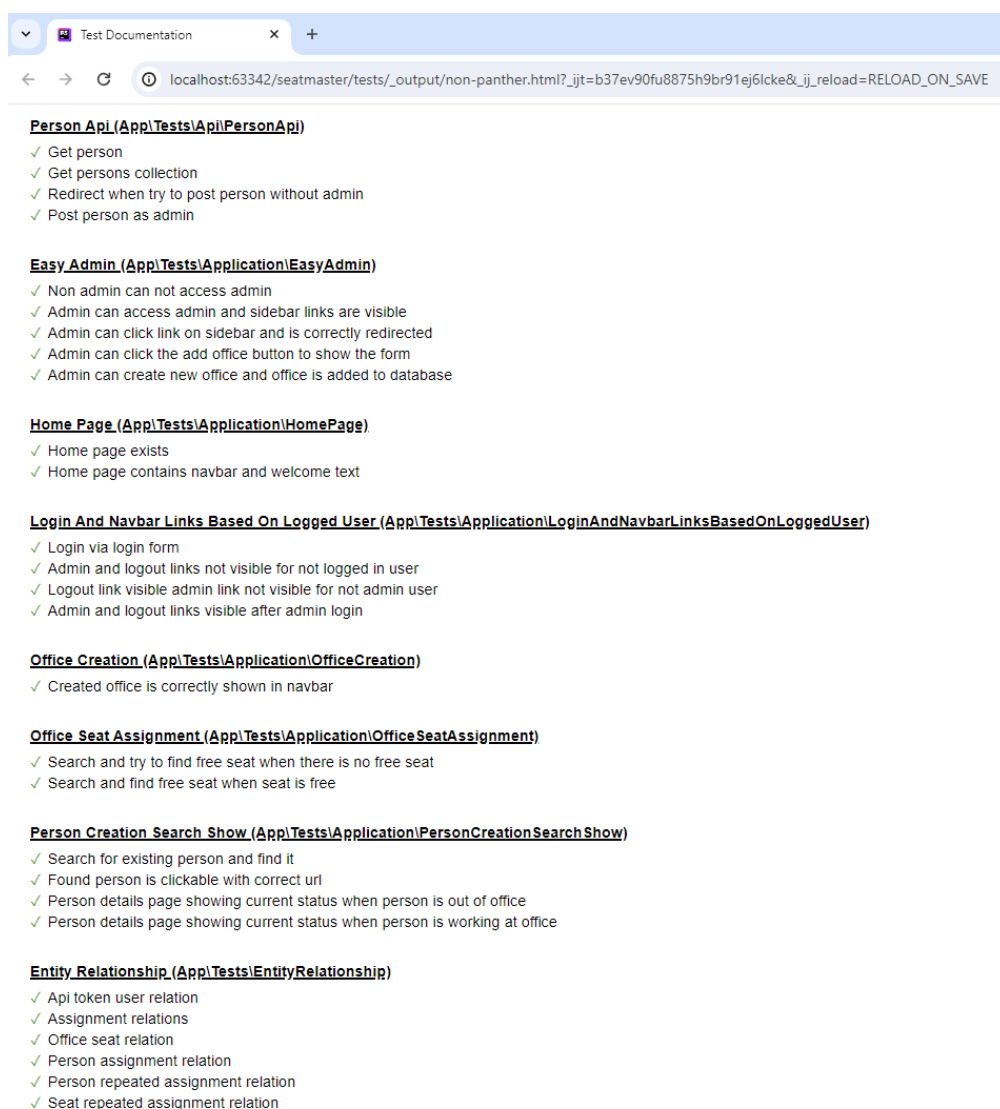 Test Documentation
localhost:63342/seatmaster/tests/_output/non-panther.html?_ijt=b37ev90fu8875h9br91ej6lcke&_ij_reload=RELOAD_ON_SAVE
Person Api (App\Tests\Api\PersonApi)
✓ Get person
✓ Get persons collection
✓ Redirect when try to post person without admin
✓ Post person as admin
Easy Admin (App\Tests\Application\EasyAdmin)
✓ Non admin can not access admin
✓ Admin can access admin and sidebar links are visible
✓ Admin can click link on sidebar and is correctly redirected
✓ Admin can click the add office button to show the form
✓ Admin can create new office and office is added to database
Home Page (App\Tests\Application\HomePage)
✓ Home page exists
✓ Home page contains navbar and welcome text
Login And Navbar Links Based On Logged User (App\Tests\Application\LoginAndNavbarLinksBasedOnLoggedUser)
✓ Login via login form
✓ Admin and logout links not visible for not logged in user
✓ Logout link visible admin link not visible for not admin user
✓ Admin and logout links visible after admin login
Office Creation (App\Tests\Application\OfficeCreation)
✓ Created office is correctly shown in navbar
Office Seat Assignment (App\Tests\Application\OfficeSeatAssignment)
✓ Search and try to find free seat when there is no free seat
✓ Search and find free seat when seat is free
Person Creation Search Show (App\Tests\Application\PersonCreationSearchShow)
✓ Search for existing person and find it
✓ Found person is clickable with correct url
✓ Person details page showing current status when person is out of office
✓ Person details page showing current status when person is working at office
Entity Relationship (App\Tests\EntityRelationship)
✓ Api token user relation
✓ Assignment relations
✓ Office seat relation
✓ Person assignment relation
✓ Person repeated assignment relation
✓ Seat repeated assignment relation